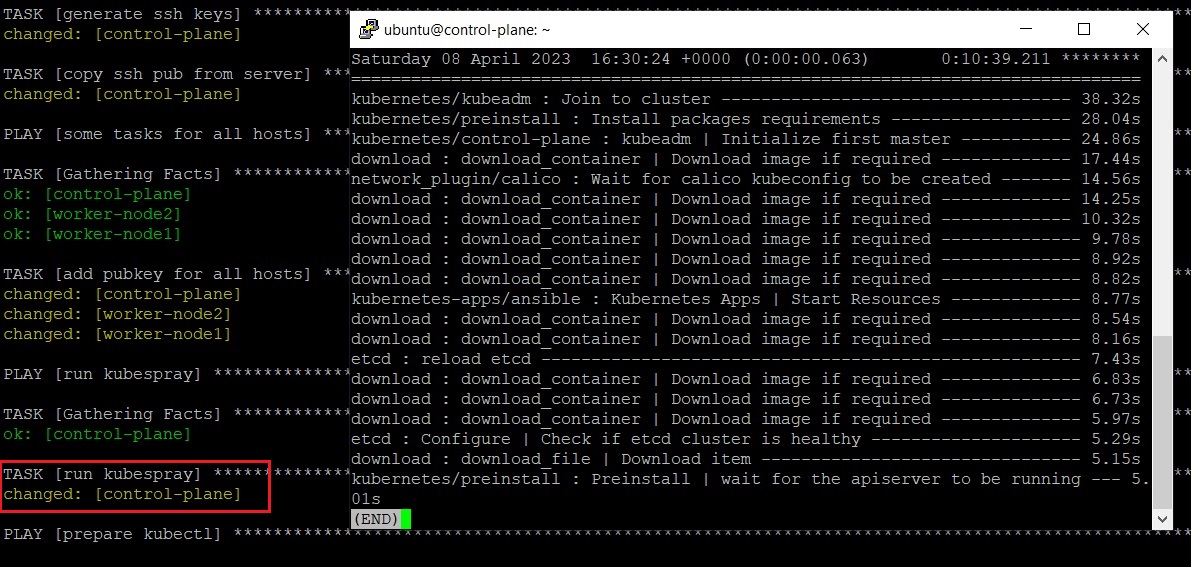 TASK [generate ssh keys] ************
changed: [control-plane]
TASK [copy ssh pub from server] ***
changed: [control-plane]
PLAY [some tasks for all hosts] ***
TASK [Gathering Facts] ************
ok: [control-plane]
ok: [worker-node2]
ok: [worker-node1]
TASK [add pubkey for all hosts] ***
changed: [control-plane]
changed: [worker-node2]
changed: [worker-node1]
PLAY [run kubespray] **************
TASK [Gathering Facts] ************
ok: [control-plane]
TASK [run kubespray] **************
changed: [control-plane]
PLAY [prepare kubectl] ************
ubuntu@control-plane: ~
Saturday 08 April 2023  16:30:24 +0000 (0:00:00.063)       0:10:39.211 ********
===============================================================================
kubernetes/kubeadm : Join to cluster ----------------------------------- 38.32s
kubernetes/preinstall : Install packages requirements ------------------ 28.04s
kubernetes/control-plane : kubeadm | Initialize first master ----------- 24.86s
download : download_container | Download image if required ------------- 17.44s
network_plugin/calico : Wait for calico kubeconfig to be created ------- 14.56s
download : download_container | Download image if required ------------- 14.25s
download : download_container | Download image if required ------------- 10.32s
download : download_container | Download image if required -------------- 9.78s
download : download_container | Download image if required -------------- 8.92s
download : download_container | Download image if required -------------- 8.82s
kubernetes-apps/ansible : Kubernetes Apps | Start Resources ------------- 8.77s
download : download_container | Download image if required -------------- 8.54s
download : download_container | Download image if required -------------- 8.16s
etcd : reload etcd ------------------------------------------------------ 7.43s
download : download_container | Download image if required -------------- 6.83s
download : download_container | Download image if required -------------- 6.73s
download : download_container | Download image if required -------------- 5.97s
etcd : Configure | Check if etcd cluster is healthy --------------------- 5.29s
download : download_file | Download item -------------------------------- 5.15s
kubernetes/preinstall : Preinstall | wait for the apiserver to be running --- 5.
01s
(END)